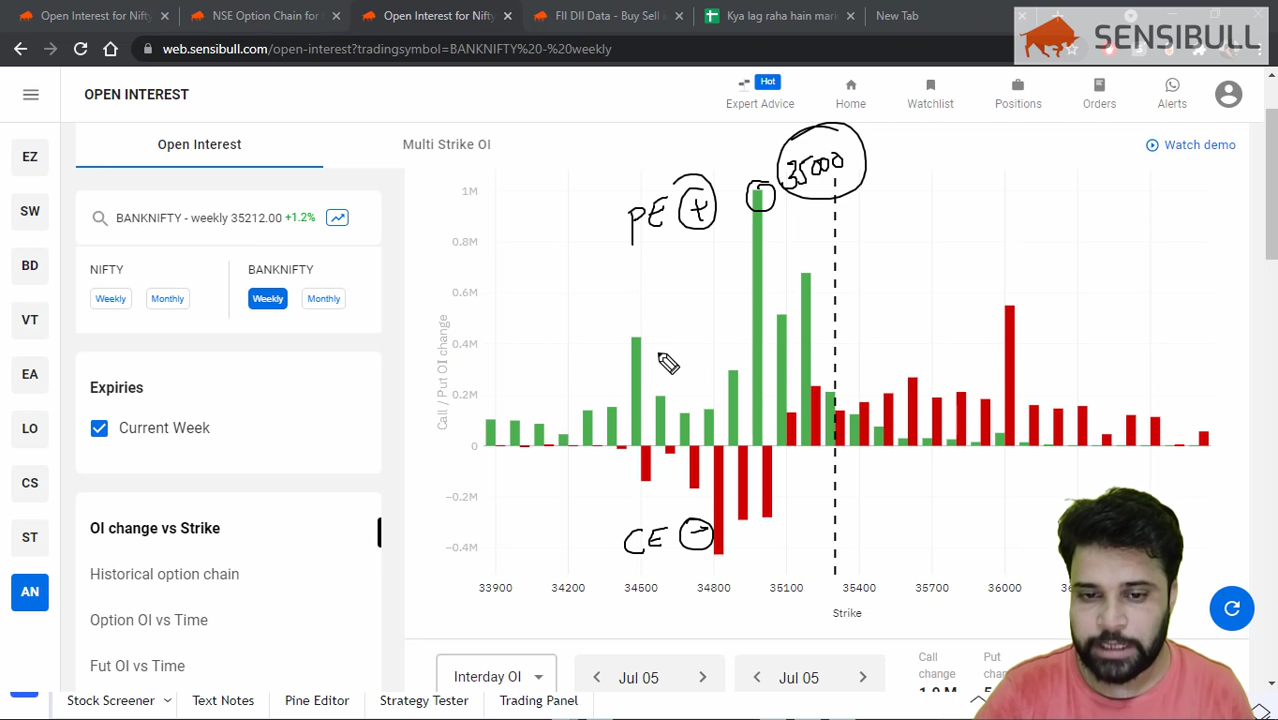 Open Interest for Nifty
NSE Option Chain for
Open Interest for Nifty
FII DII Data - Buy Sell
Kya lag raha hain mar
New Tab
web.sensibull.com/open-interest?tradingsymbol=BANKNIFTY%20-%20weekly
SENSIBULL
OPEN INTEREST
Hot
Expert Advice
Home
Watchlist
Positions
Orders
Alerts
EZ
SW
BD
VT
EA
LO
CS
ST
AN
Open Interest
Multi Strike OI
Watch demo
BANKNIFTY - weekly 35212.00 +1.2%
NIFTY
BANKNIFTY
Weekly
Monthly
Weekly
Monthly
Expiries
Current Week
OI change vs Strike
Historical option chain
Option OI vs Time
Fut OI vs Time
35000
PE +
CE -
Call / Put OI change
1M
0.8M
0.6M
0.4M
0.2M
0
-0.2M
-0.4M
33900 34200 34500 34800 35100 35400 35700 36000
Strike
Interday OI
Jul 05
Jul 05
Call
change
Put
change
Stock Screener
Text Notes
Pine Editor
Strategy Tester
Trading Panel